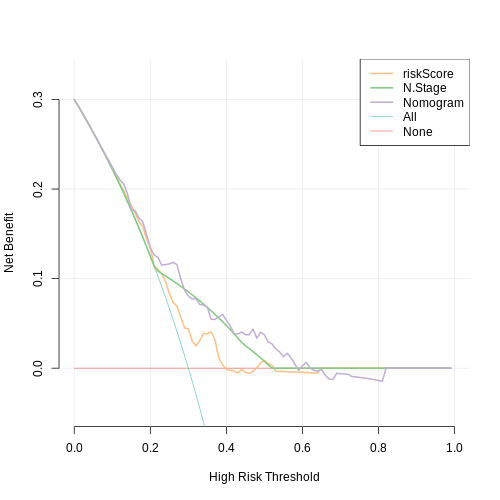 riskScore
N.Stage
Nomogram
All
None
0.3
0.2
0.1
0.0
Net Benefit
0.0 0.2 0.4 0.6 0.8 1.0
High Risk Threshold